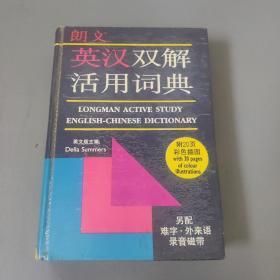 朗文
英汉双解
活用词典
LONGMAN ACTIVE STUDY
ENGLISH-CHINESE DICTIONARY
英文版主编:
Della Summers
附20页
彩色插图
with 20 pages
of colour
illustrations
另配
难字·外来语
录音磁带